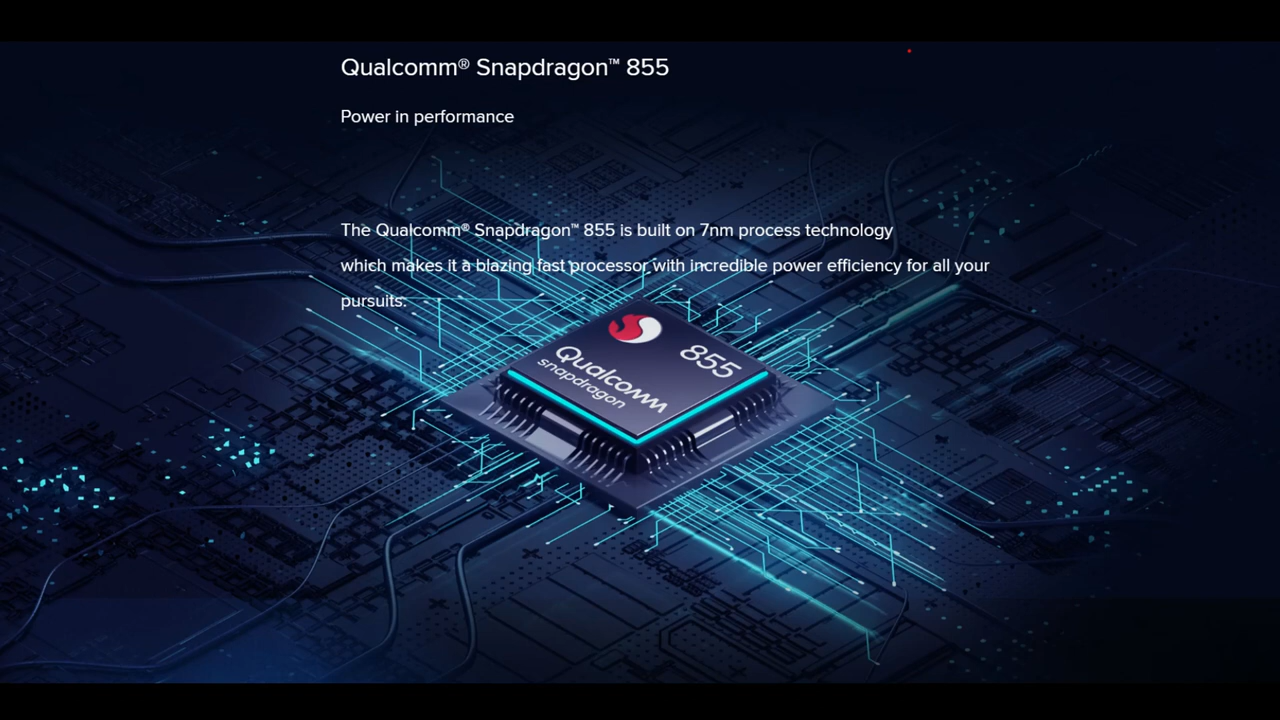 Qualcomm® Snapdragon™ 855
Power in performance
The Qualcomm® Snapdragon™ 855 is built on 7nm process technology
which makes it a blazing fast processor with incredible power efficiency for all your
pursuits:
855
Qualcomm
snapdragon